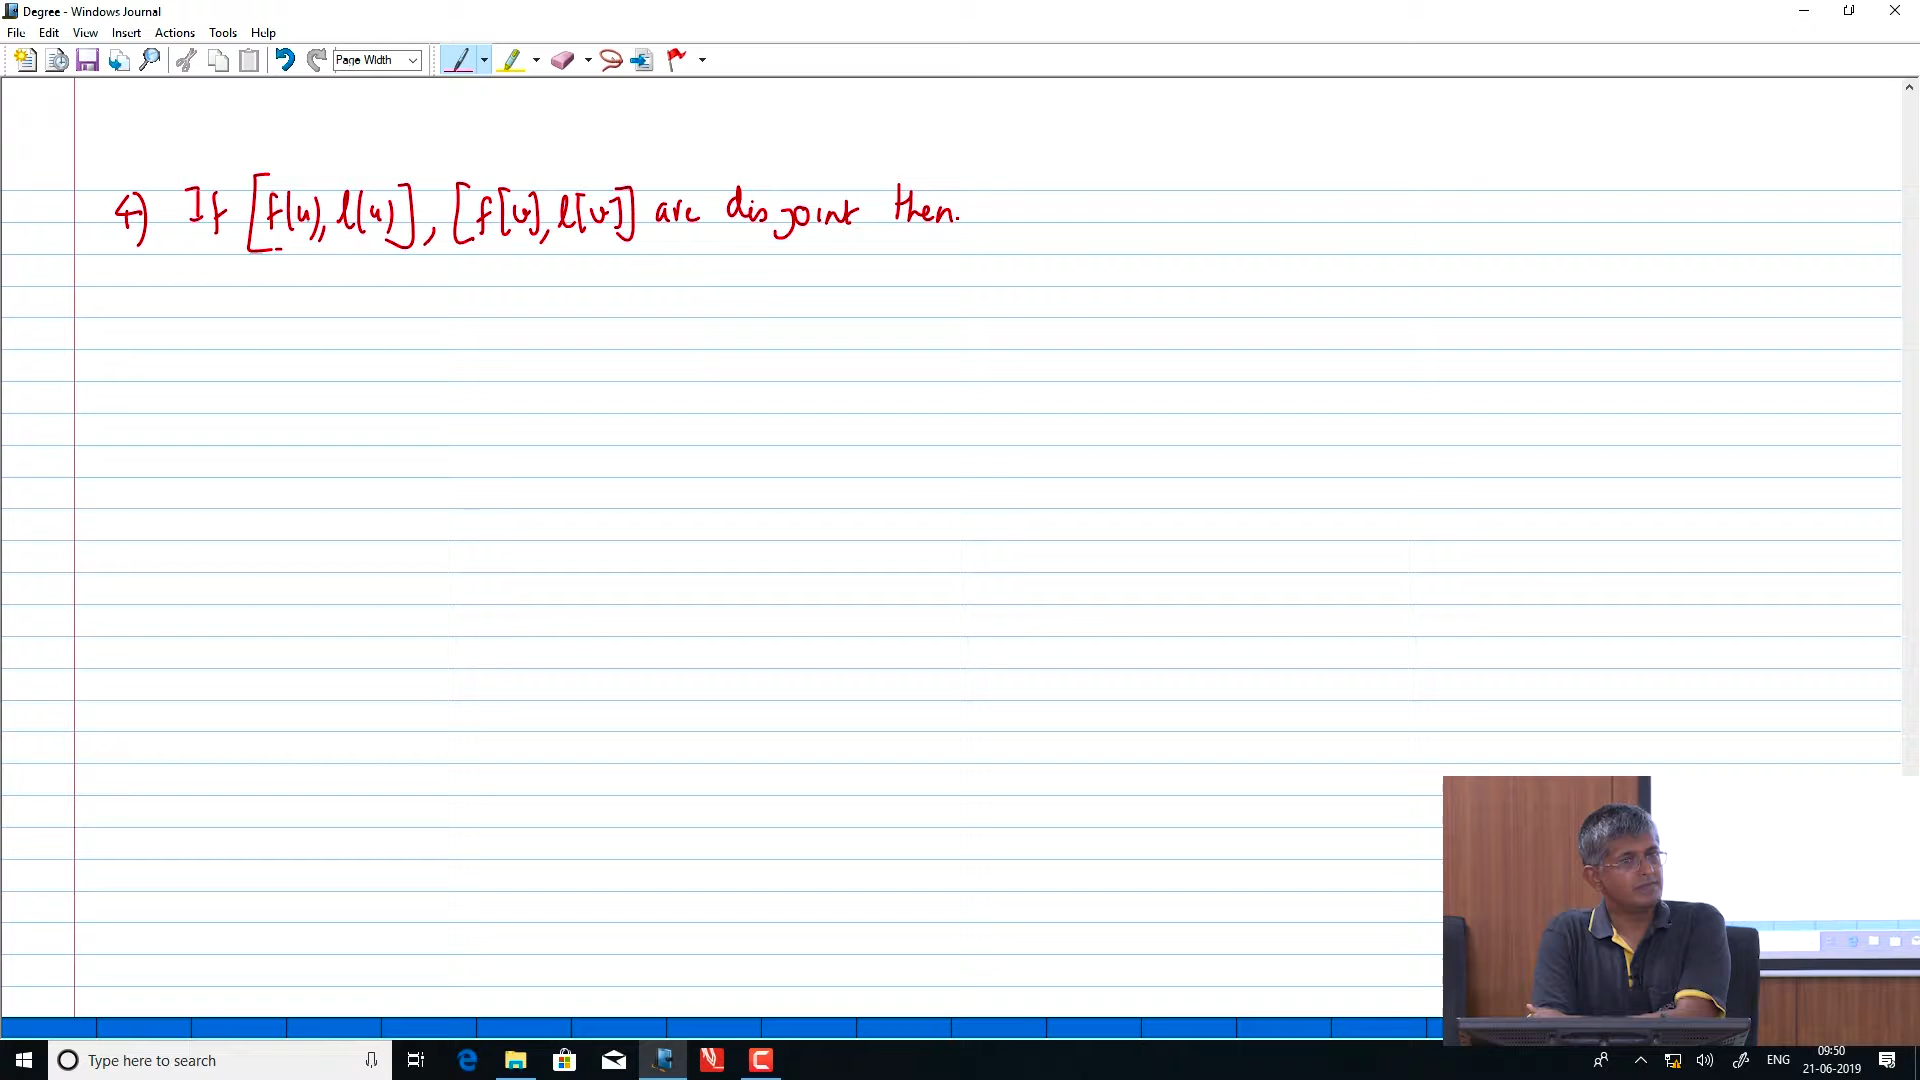 Degree - Windows Journal
File Edit View Insert Actions Tools Help
Page Width
4) If [f(u), l(u)], [f[v], l[v]] are disjoint then.
Type here to search
ENG
09:50
21-06-2019